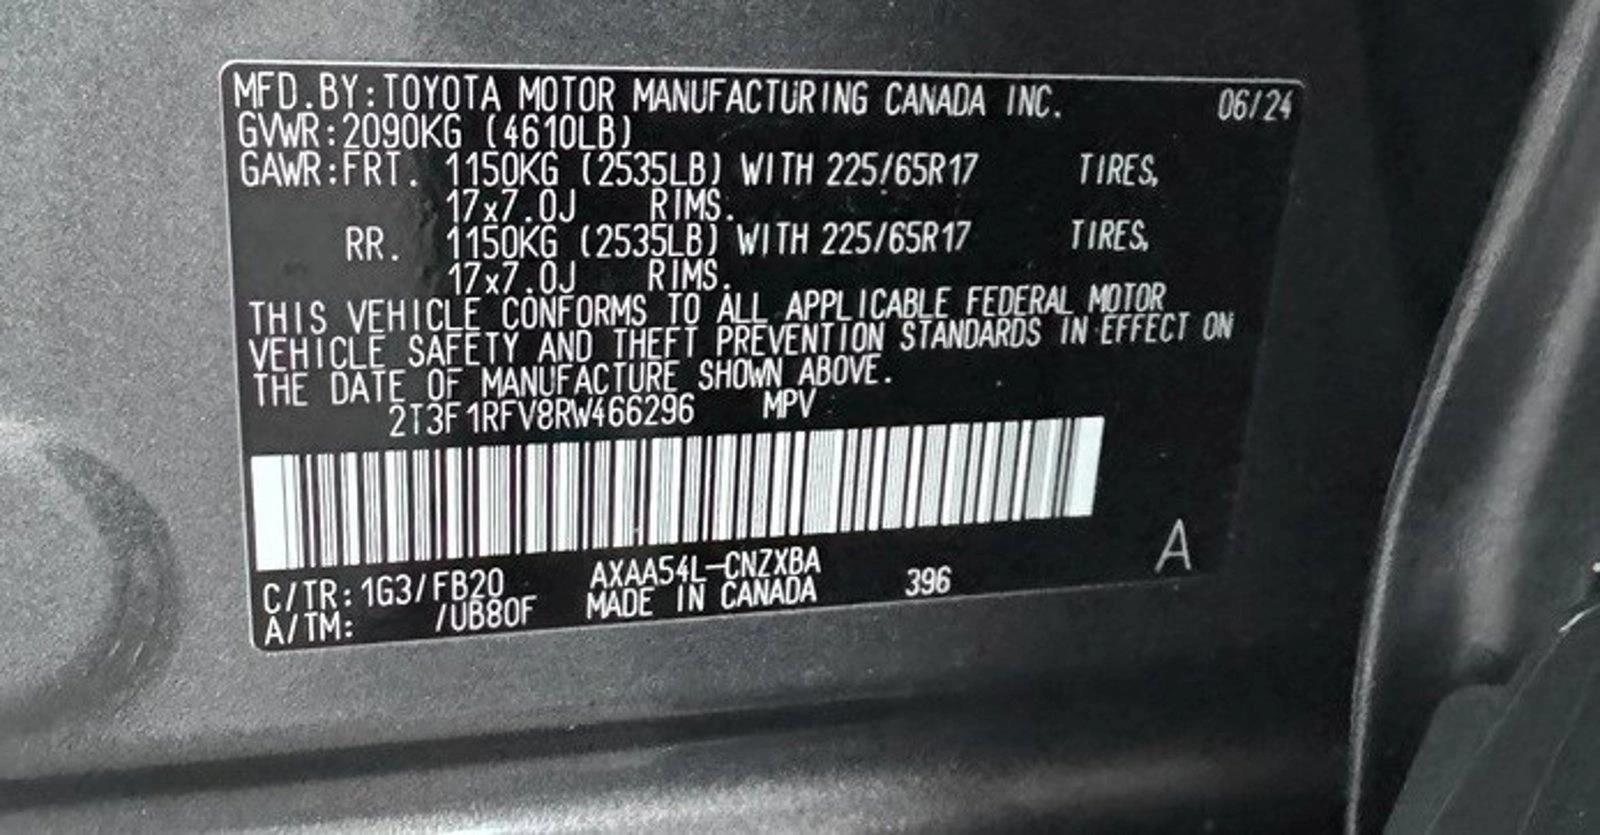 MFD.BY:TOYOTA MOTOR MANUFACTURING CANADA INC. 06/24
GVWR:2090KG (4610LB)
GAWR:FRT. 1150KG (2535LB) WITH 225/65R17 TIRES,
17x7.0J RIMS.
RR. 1150KG (2535LB) WITH 225/65R17 TIRES,
17x7.0J RIMS.
THIS VEHICLE CONFORMS TO ALL APPLICABLE FEDERAL MOTOR
VEHICLE SAFETY AND THEFT PREVENTION STANDARDS IN EFFECT ON
THE DATE OF MANUFACTURE SHOWN ABOVE.
2T3F1RFV8RW466296 MPV
C/TR:1G3/FB20 AXAA54L-CNZXBA 396 A
A/TM: /UB80F MADE IN CANADA